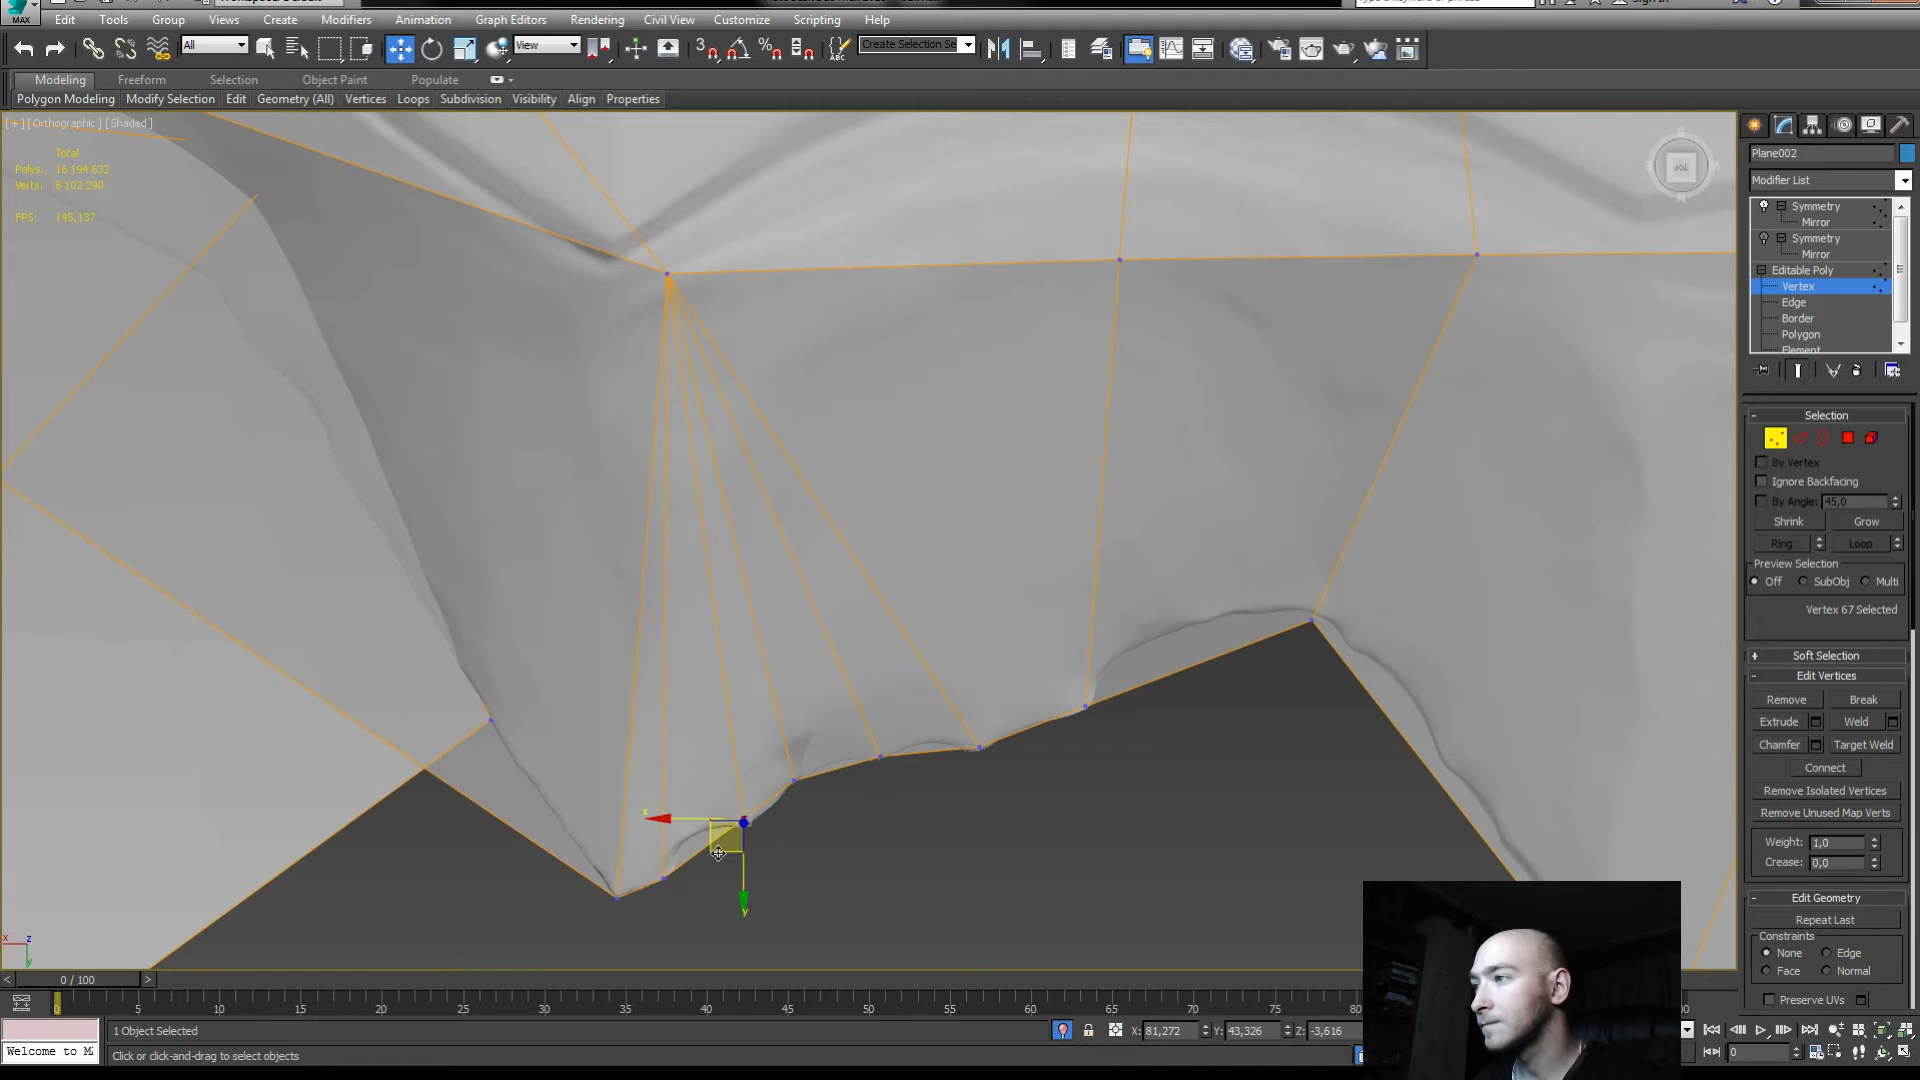 Edit Tools Group Views Create Modifiers Animation Graph Editors Rendering Civil View Customize Scripting Help
All View Create Selection Se
Modeling Freeform Selection Object Paint Populate
Polygon Modeling Modify Selection Edit Geometry (All) Vertices Loops Subdivision Visibility Align Properties
[+] [Orthographic] [Shaded]
Total
Polys: 16 194 632
Verts: 8 103 290
FPS: 145,137
TOP
Plane002
Modifier List
Symmetry
Mirror
Symmetry
Mirror
Editable Poly
Vertex
Edge
Border
Polygon
Element
Selection
By Vertex
Ignore Backfacing
By Angle: 45,0
Shrink Grow
Ring Loop
Preview Selection
Off SubObj Multi
Vertex 67 Selected
Soft Selection
Edit Vertices
Remove Break
Extrude Weld
Chamfer Target Weld
Connect
Remove Isolated Vertices
Remove Unused Map Verts
Weight: 1,0
Crease: 0,0
Edit Geometry
Repeat Last
Constraints
None Edge
Face Normal
Preserve UVs
x
y
x z
y
< 0 / 100 >
0 5 10 15 20 25 30 35 40 45 50 55 60 65 70 75 80
1 Object Selected X: 81,272 Y: 43,326 Z: -3,616
Welcome to M
Click or click-and-drag to select objects
0